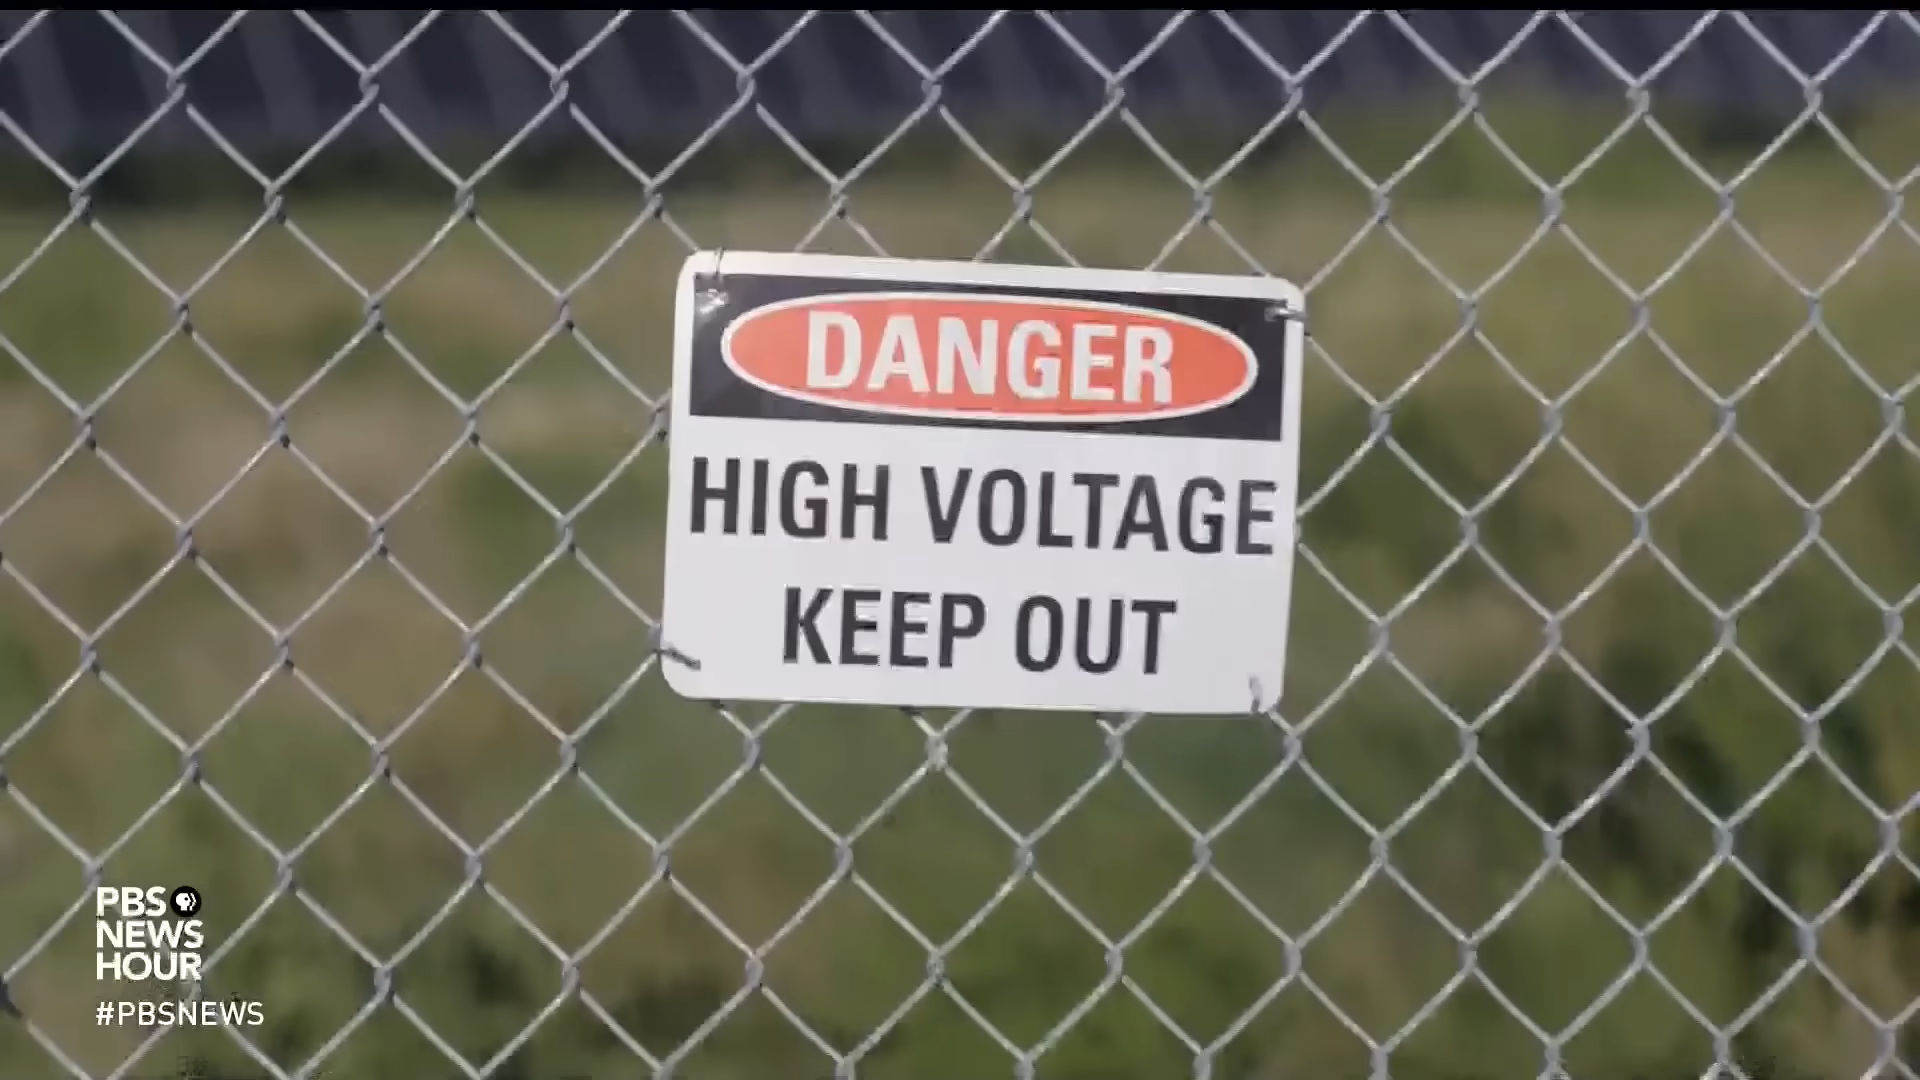 DANGER
HIGH VOLTAGE
KEEP OUT
PBS
NEWS
HOUR
#PBSNEWS